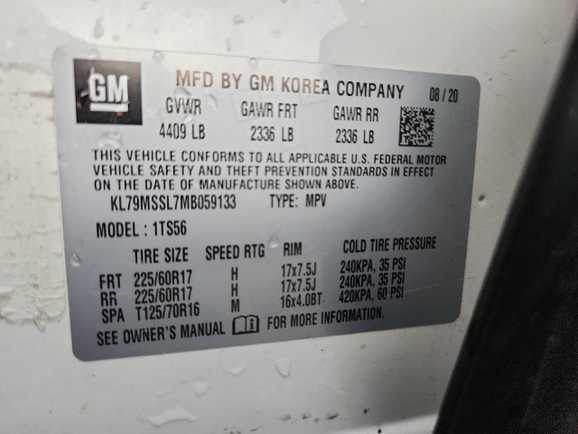 GM
MFD BY GM KOREA COMPANY 08 / 20
GVWR GAWR FRT GAWR RR
4409 LB 2336 LB 2336 LB
THIS VEHICLE CONFORMS TO ALL APPLICABLE U.S. FEDERAL MOTOR
VEHICLE SAFETY AND THEFT PREVENTION STANDARDS IN EFFECT
ON THE DATE OF MANUFACTURE SHOWN ABOVE.
KL79MSSL7MB059133 TYPE: MPV
MODEL : 1TS56
TIRE SIZE SPEED RTG RIM COLD TIRE PRESSURE
FRT 225/60R17 H 17x7.5J 240KPA, 35 PSI
RR 225/60R17 H 17x7.5J 240KPA, 35 PSI
SPA T125/70R16 M 16x4.0BT 420KPA, 60 PSI
SEE OWNER'S MANUAL FOR MORE INFORMATION.